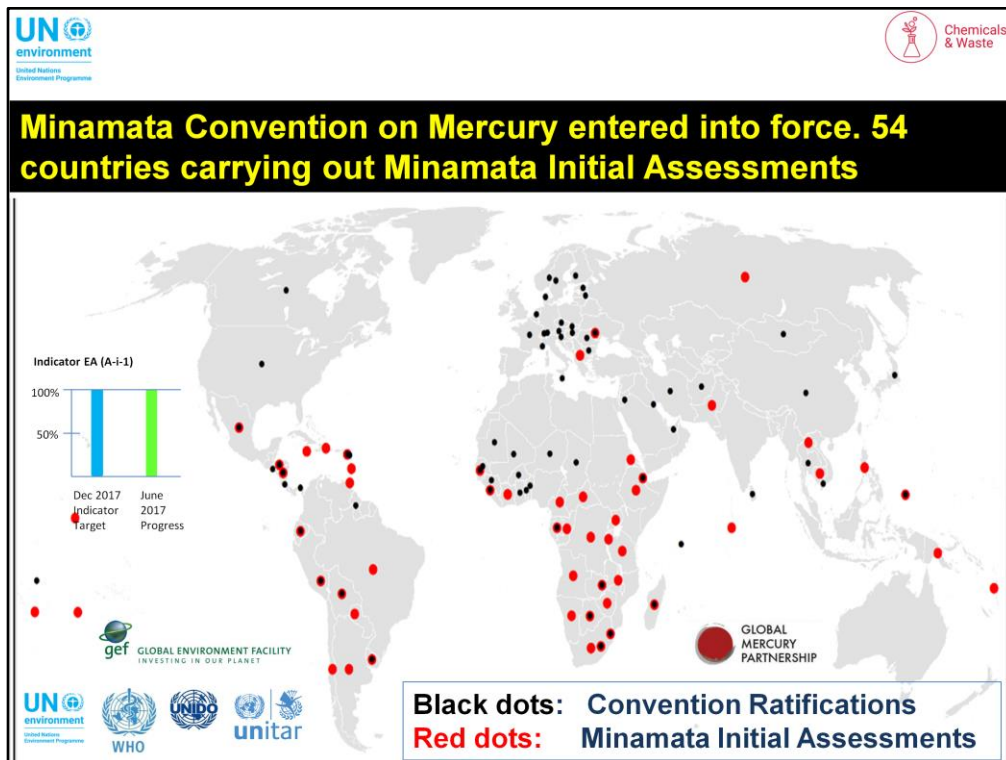 UN
environment
United Nations
Environment Programme
Chemicals
& Waste
Minamata Convention on Mercury entered into force. 54
countries carrying out Minamata Initial Assessments
Indicator EA (A-i-1)
100%
50%
Dec 2017
Indicator
Target
June
2017
Progress
gef
GLOBAL ENVIRONMENT FACILITY
INVESTING IN OUR PLANET
GLOBAL
MERCURY
PARTNERSHIP
UN
environment
United Nations
Environment Programme
WHO
UNIDO
unitar
Black dots: Convention Ratifications
Red dots: Minamata Initial Assessments